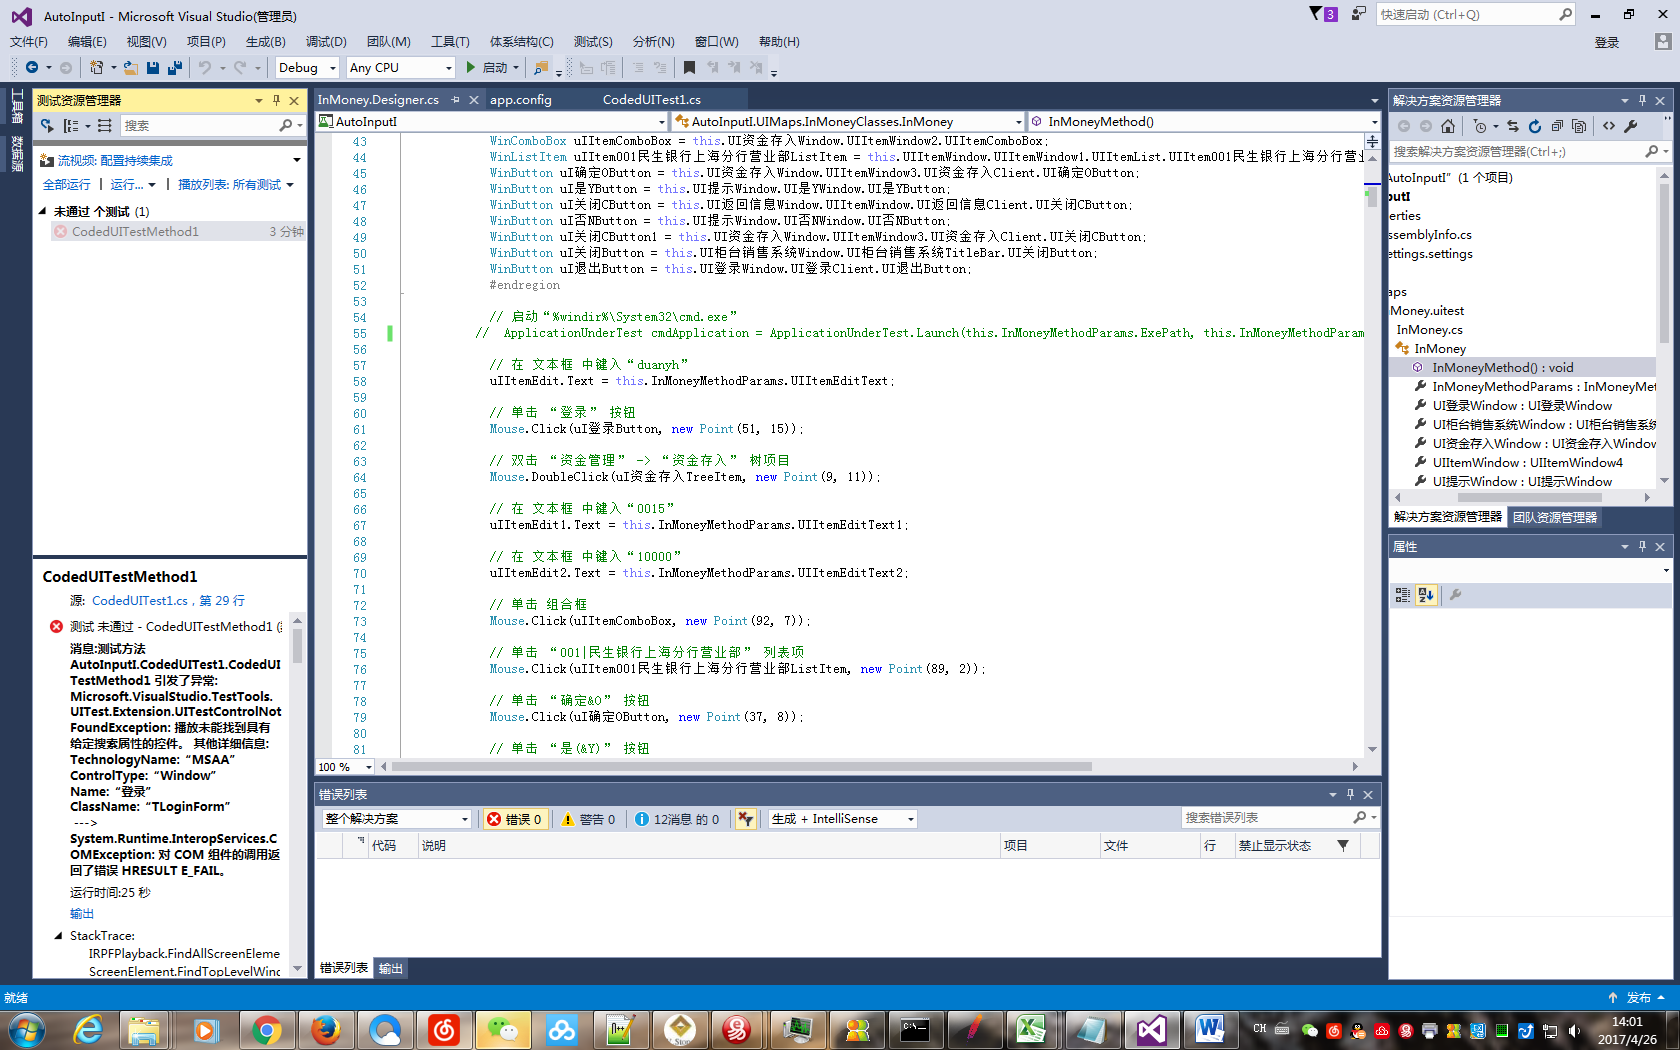 AutoInputI - Microsoft Visual Studio(管理员)
3
快速启动 (Ctrl+Q)
文件(F) 编辑(E) 视图(V) 项目(P) 生成(B) 调试(D) 团队(M) 工具(T) 体系结构(C) 测试(S) 分析(N) 窗口(W) 帮助(H)
登录
Debug Any CPU 启动
工具箱
数据源
测试资源管理器
搜索
流视频: 配置持续集成
全部运行 | 运行... | 播放列表: 所有测试
未通过 个测试 (1)
CodedUITestMethod1 3 分钟
CodedUITestMethod1
源: CodedUITest1.cs，第 29 行
测试 未通过 - CodedUITestMethod1
消息:测试方法
AutoInputI.CodedUITest1.CodedUI
TestMethod1 引发了异常:
Microsoft.VisualStudio.TestTools.
UITest.Extension.UITestControlNot
FoundException: 播放未能找到具有
给定搜索属性的控件。 其他详细信息:
TechnologyName: “MSAA”
ControlType: “Window”
Name: “登录”
ClassName: “TLoginForm”
--->
System.Runtime.InteropServices.C
OMException: 对 COM 组件的调用返
回了错误 HRESULT E_FAIL。
运行时间:25 秒
输出
StackTrace:
IRPFPlayback.FindAllScreenEleme
ScreenElement.FindTopLevelWinc
InMoney.Designer.cs app.config CodedUITest1.cs
AutoInputI AutoInputI.UIMaps.InMoneyClasses.InMoney InMoneyMethod()
43 WinComboBox uIItemComboBox = this.UI资金存入Window.UIItemWindow2.UIItemComboBox;
44 WinListItem uIItem001民生银行上海分行营业部ListItem = this.UIItemWindow.UIItemWindow1.UIItemList.UIItem001民生银行上海分行营业
45 WinButton uI确定OButton = this.UI资金存入Window.UIItemWindow3.UI资金存入Client.UI确定OButton;
46 WinButton uI是YButton = this.UI提示Window.UI是YWindow.UI是YButton;
47 WinButton uI关闭CButton = this.UI返回信息Window.UIItemWindow.UI返回信息Client.UI关闭CButton;
48 WinButton uI否NButton = this.UI提示Window.UI否NWindow.UI否NButton;
49 WinButton uI关闭CButton1 = this.UI资金存入Window.UIItemWindow3.UI资金存入Client.UI关闭CButton;
50 WinButton uI关闭Button = this.UI柜台销售系统Window.UI柜台销售系统TitleBar.UI关闭Button;
51 WinButton uI退出Button = this.UI登录Window.UI登录Client.UI退出Button;
52 #endregion
53
54 // 启动“%windir%\System32\cmd.exe”
55 // ApplicationUnderTest cmdApplication = ApplicationUnderTest.Launch(this.InMoneyMethodParams.ExePath, this.InMoneyMethodParam
56
57 // 在 文本框 中键入“duanyh”
58 uIItemEdit.Text = this.InMoneyMethodParams.UIItemEditText;
59
60 // 单击 “登录” 按钮
61 Mouse.Click(uI登录Button, new Point(51, 15));
62
63 // 双击 “资金管理” -> “资金存入” 树项目
64 Mouse.DoubleClick(uI资金存入TreeItem, new Point(9, 11));
65
66 // 在 文本框 中键入“0015”
67 uIItemEdit1.Text = this.InMoneyMethodParams.UIItemEditText1;
68
69 // 在 文本框 中键入“10000”
70 uIItemEdit2.Text = this.InMoneyMethodParams.UIItemEditText2;
71
72 // 单击 组合框
73 Mouse.Click(uIItemComboBox, new Point(92, 7));
74
75 // 单击 “001|民生银行上海分行营业部” 列表项
76 Mouse.Click(uIItem001民生银行上海分行营业部ListItem, new Point(89, 2));
77
78 // 单击 “确定&O” 按钮
79 Mouse.Click(uI确定OButton, new Point(37, 8));
80
81 // 单击 “是(&Y)” 按钮
100 %
错误列表
整个解决方案 错误 0 警告 0 12消息 的 0 生成 + IntelliSense 搜索错误列表
代码 说明 项目 文件 行 禁止显示状态
错误列表 输出
解决方案资源管理器
搜索解决方案资源管理器(Ctrl+;)
AutoInputI" (1 个项目)
putI
erties
ssemblyInfo.cs
ettings.settings
aps
Money.uitest
InMoney.cs
InMoney
InMoneyMethod() : void
InMoneyMethodParams : InMoneyMet
UI登录Window : UI登录Window
UI柜台销售系统Window : UI柜台销售系统
UI资金存入Window : UI资金存入Window
UIItemWindow : UIItemWindow4
UI提示Window : UI提示Window
解决方案资源管理器 团队资源管理器
属性
就绪
发布
CH
14:01
2017/4/26